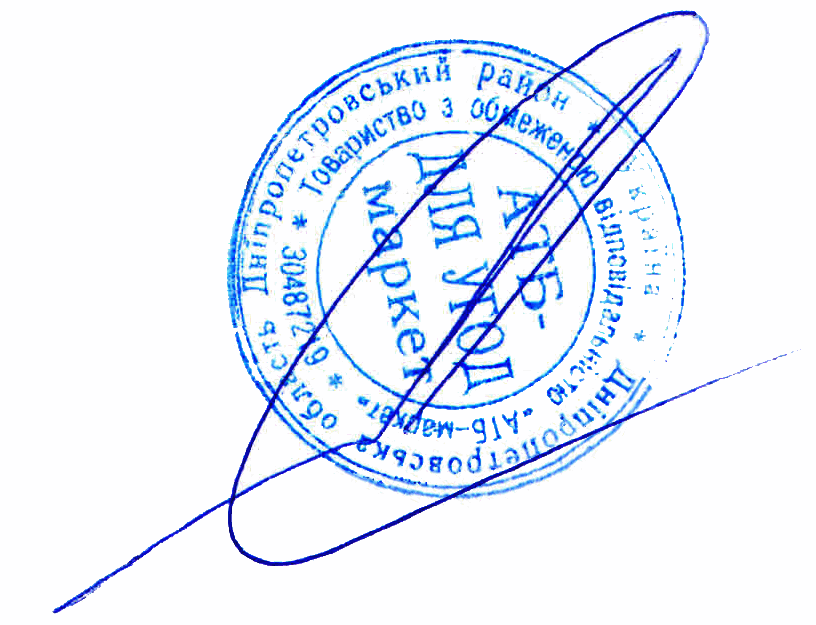 Україна * Дніпропетровська область Дніпропетровський район *
Товариство з обмеженою відповідальністю „АТБ-маркет" * 30487219 *
АТБ-
ДЛЯ УГОД
маркет